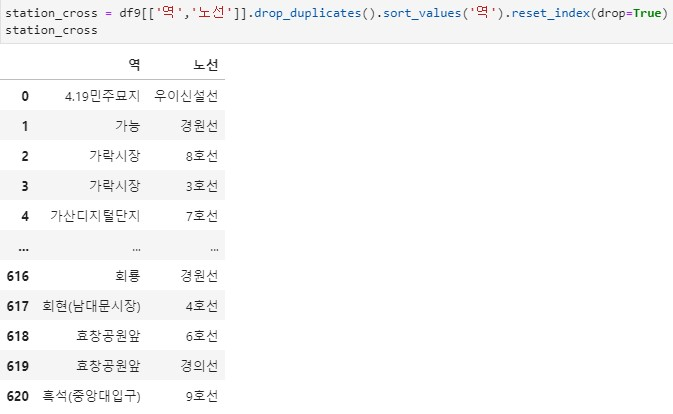 station_cross = df9[['역','노선']].drop_duplicates().sort_values('역').reset_index(drop=True)
station_cross
역 노선
0 4.19민주묘지 우이신설선
1 가능 경원선
2 가락시장 8호선
3 가락시장 3호선
4 가산디지털단지 7호선
... ... ...
616 회룡 경원선
617 회현(남대문시장) 4호선
618 효창공원앞 6호선
619 효창공원앞 경의선
620 흑석(중앙대입구) 9호선